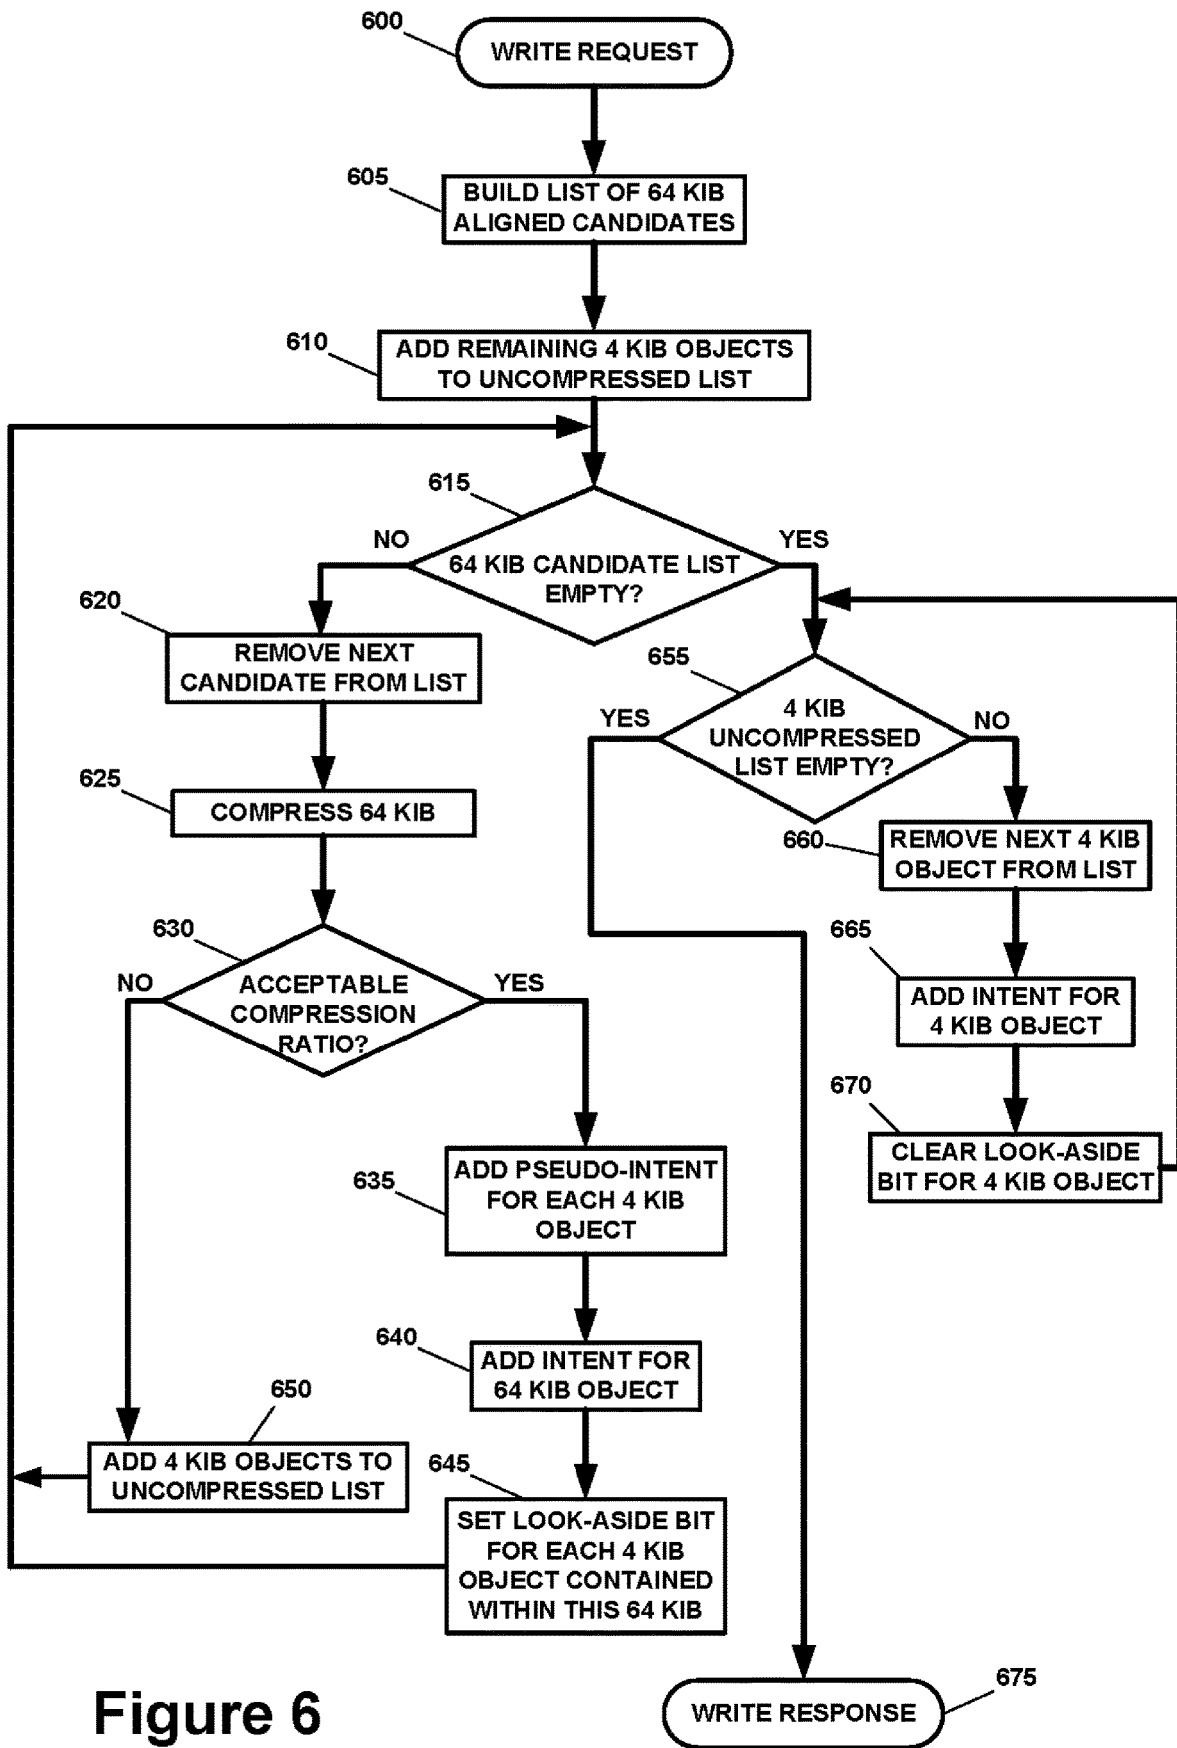 600
WRITE REQUEST
605
BUILD LIST OF 64 KIB
ALIGNED CANDIDATES
610
ADD REMAINING 4 KIB OBJECTS
TO UNCOMPRESSED LIST
615
NO
YES
64 KIB CANDIDATE LIST
EMPTY?
620
REMOVE NEXT
CANDIDATE FROM LIST
625
COMPRESS 64 KIB
630
NO
YES
ACCEPTABLE
COMPRESSION
RATIO?
635
ADD PSEUDO-INTENT
FOR EACH 4 KIB
OBJECT
640
ADD INTENT FOR
64 KIB OBJECT
650
ADD 4 KIB OBJECTS TO
UNCOMPRESSED LIST
645
SET LOOK-ASIDE BIT
FOR EACH 4 KIB
OBJECT CONTAINED
WITHIN THIS 64 KIB
655
YES
NO
4 KIB
UNCOMPRESSED
LIST EMPTY?
660
REMOVE NEXT 4 KIB
OBJECT FROM LIST
665
ADD INTENT FOR
4 KIB OBJECT
670
CLEAR LOOK-ASIDE
BIT FOR 4 KIB OBJECT
675
WRITE RESPONSE
Figure 6